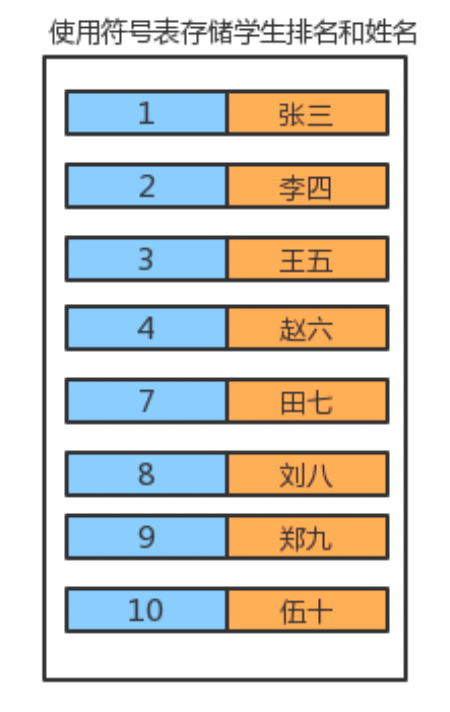 使用符号表存储学生排名和姓名
1 张三
2 李四
3 王五
4 赵六
7 田七
8 刘八
9 郑九
10 伍十